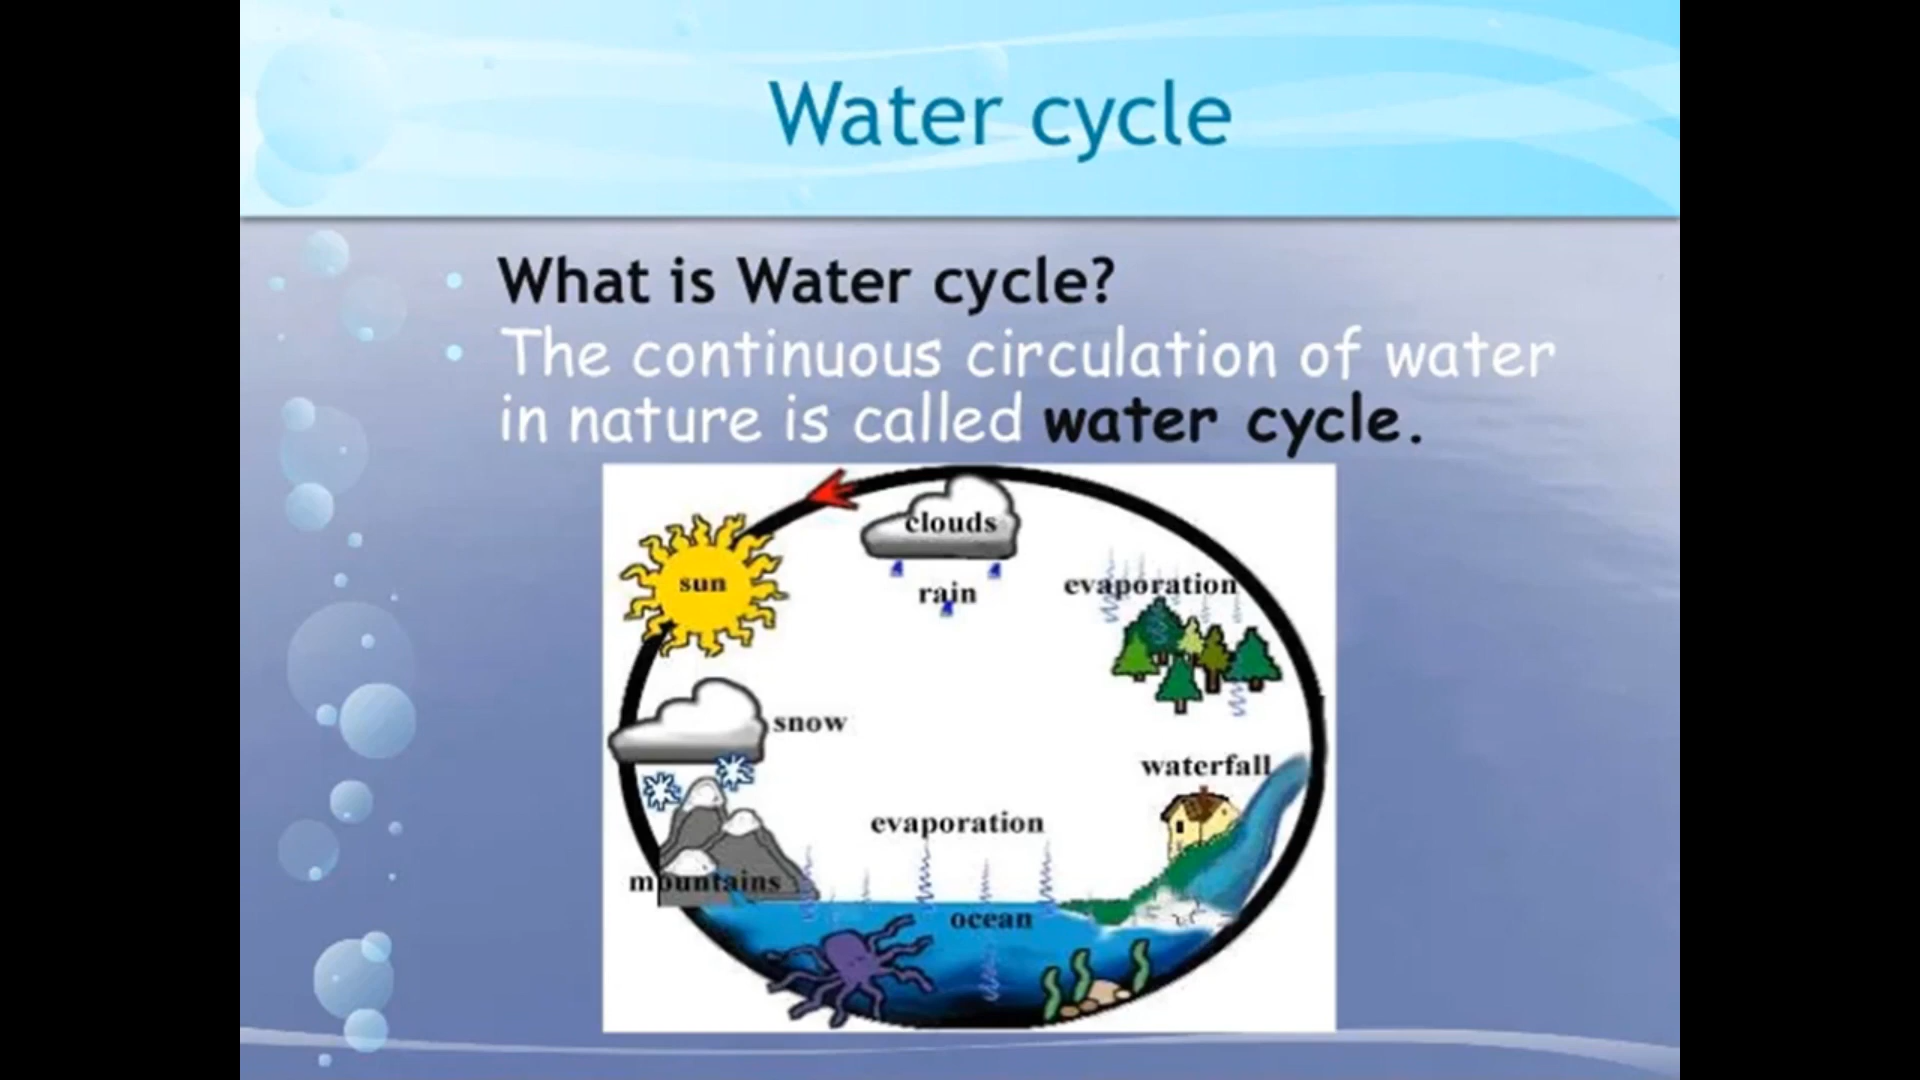 Water cycle
What is Water cycle?
The continuous circulation of water
in nature is called water cycle.
clouds
sun
rain
evaporation
snow
waterfall
evaporation
mountains
ocean